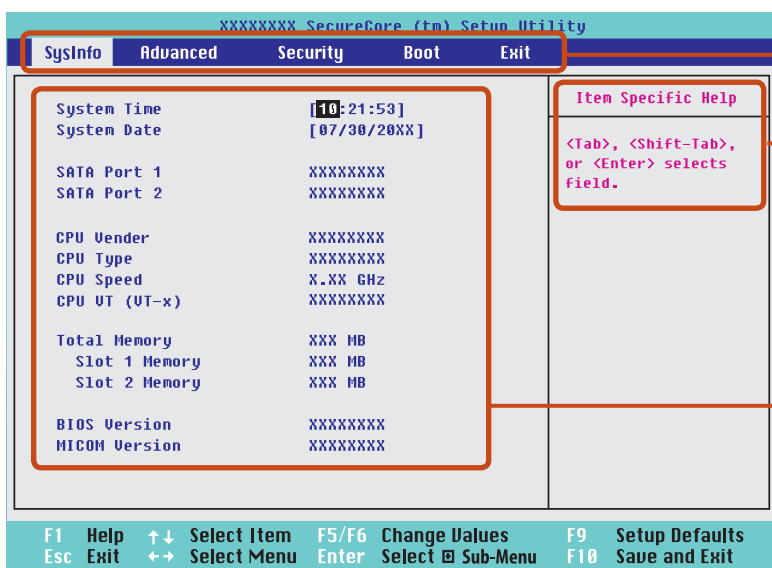 XXXXXXXX SecureCore (tm) Setup Utility
SysInfo Advanced Security Boot Exit
System Time [10:21:53]
System Date [07/30/20XX]
SATA Port 1 XXXXXXXX
SATA Port 2 XXXXXXXX
CPU Vender XXXXXXXX
CPU Type XXXXXXXX
CPU Speed X.XX GHz
CPU VT (VT-x) XXXXXXXX
Total Memory XXX MB
Slot 1 Memory XXX MB
Slot 2 Memory XXX MB
BIOS Version XXXXXXXX
MICOM Version XXXXXXXX
Item Specific Help
<Tab>, <Shift-Tab>,
or <Enter> selects
field.
F1 Help ↑↓ Select Item F5/F6 Change Values F9 Setup Defaults
Esc Exit ←→ Select Menu Enter Select ⊡ Sub-Menu F10 Save and Exit